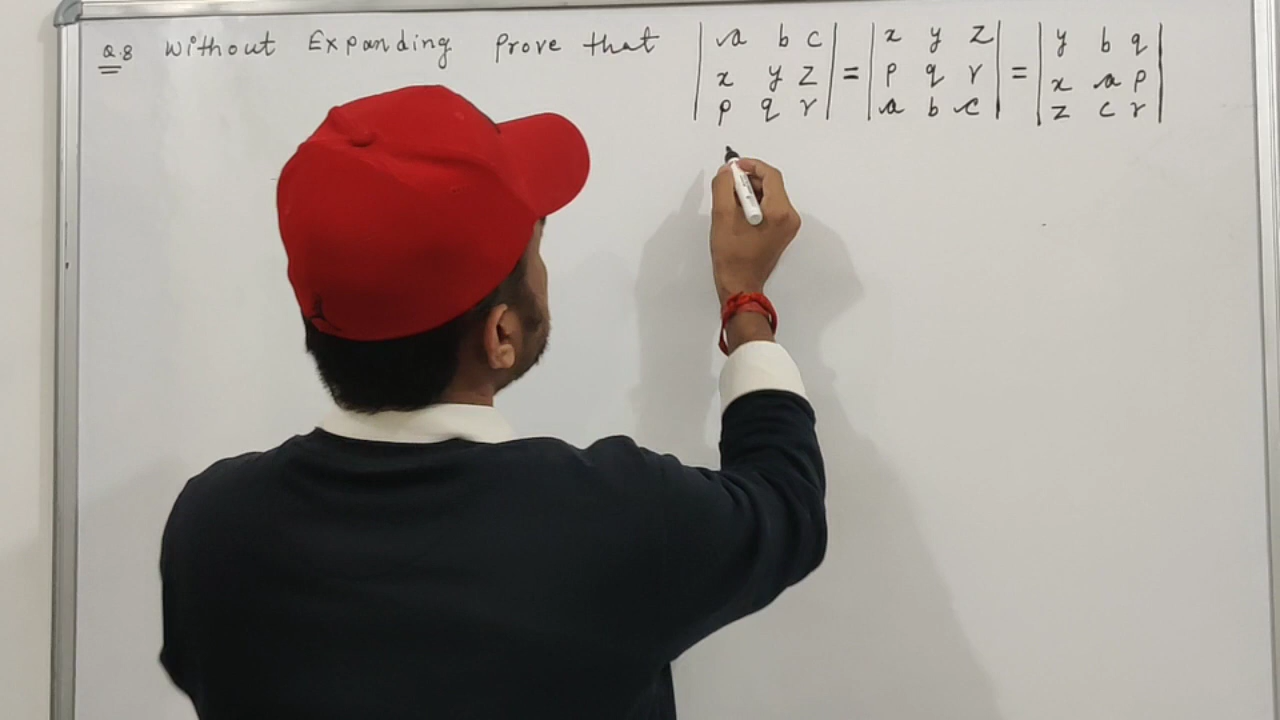 Q.8 Without Expanding Prove that | a b c | = | x y z | = | y b q |
| x y z | | p q r | | x a p |
| p q r | | a b c | | z c r |